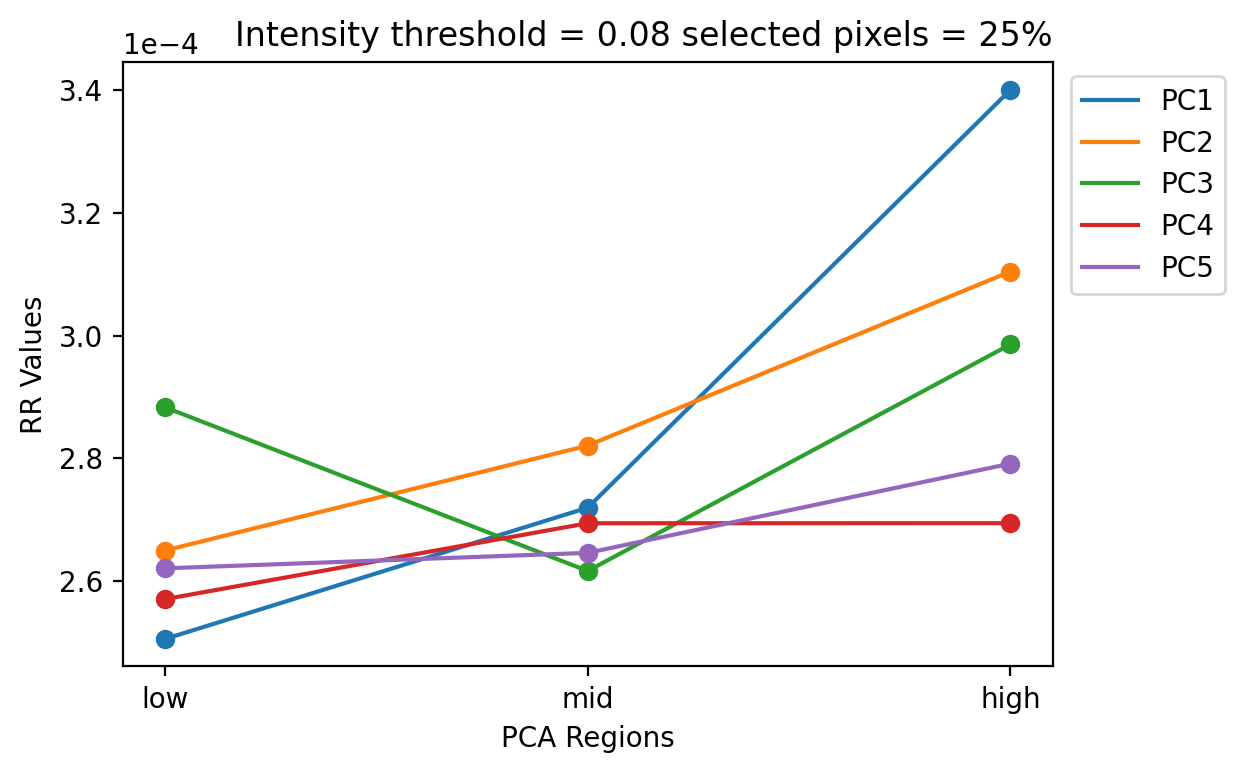 Intensity threshold = 0.08 selected pixels = 25%
1e−4
3.4
3.2
3.0
2.8
2.6
RR Values
low mid high
PCA Regions
PC1
PC2
PC3
PC4
PC5